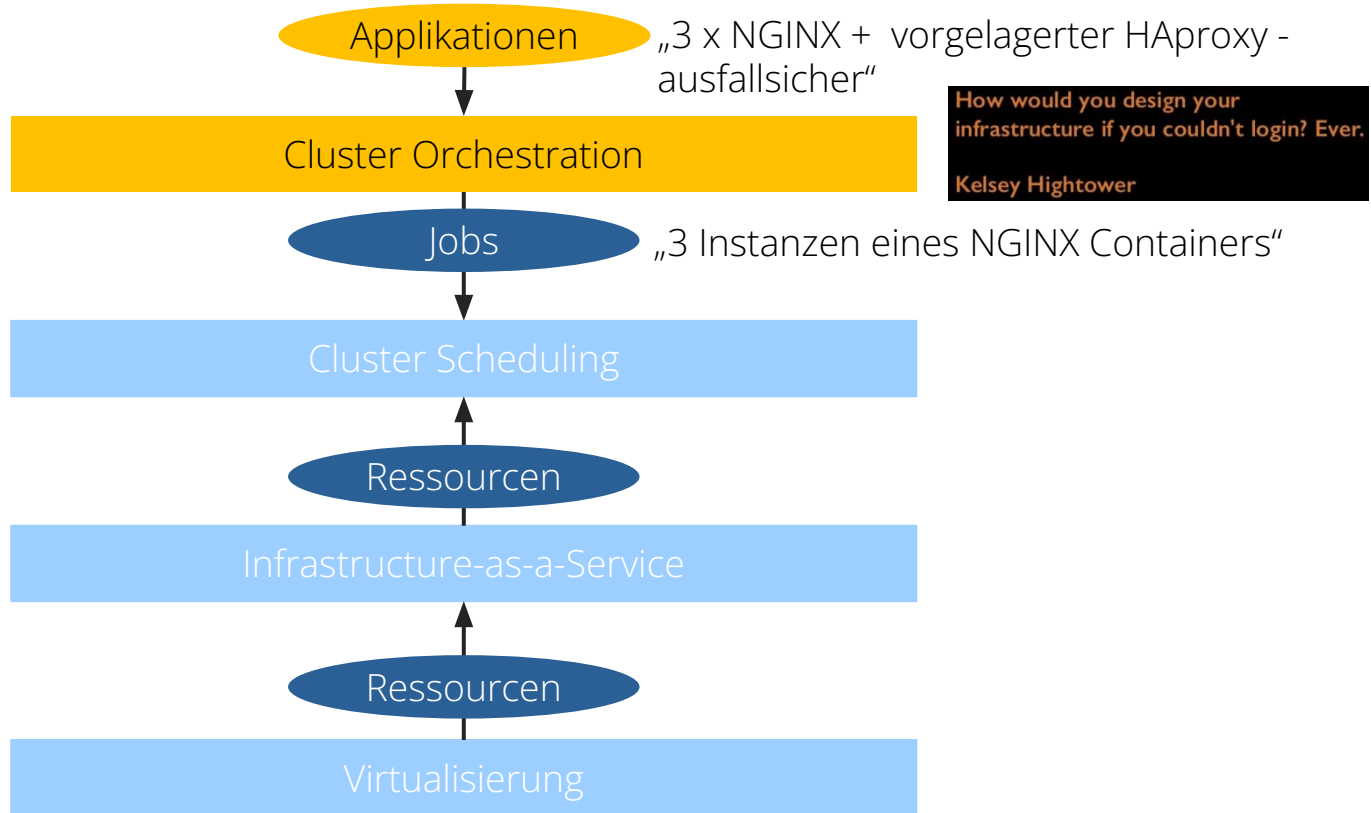 Applikationen
„3 x NGINX + vorgelagerter HAproxy -
ausfallsicher“
How would you design your
infrastructure if you couldn't login? Ever.
Kelsey Hightower
Cluster Orchestration
Jobs
„3 Instanzen eines NGINX Containers“
Cluster Scheduling
Ressourcen
Infrastructure-as-a-Service
Ressourcen
Virtualisierung